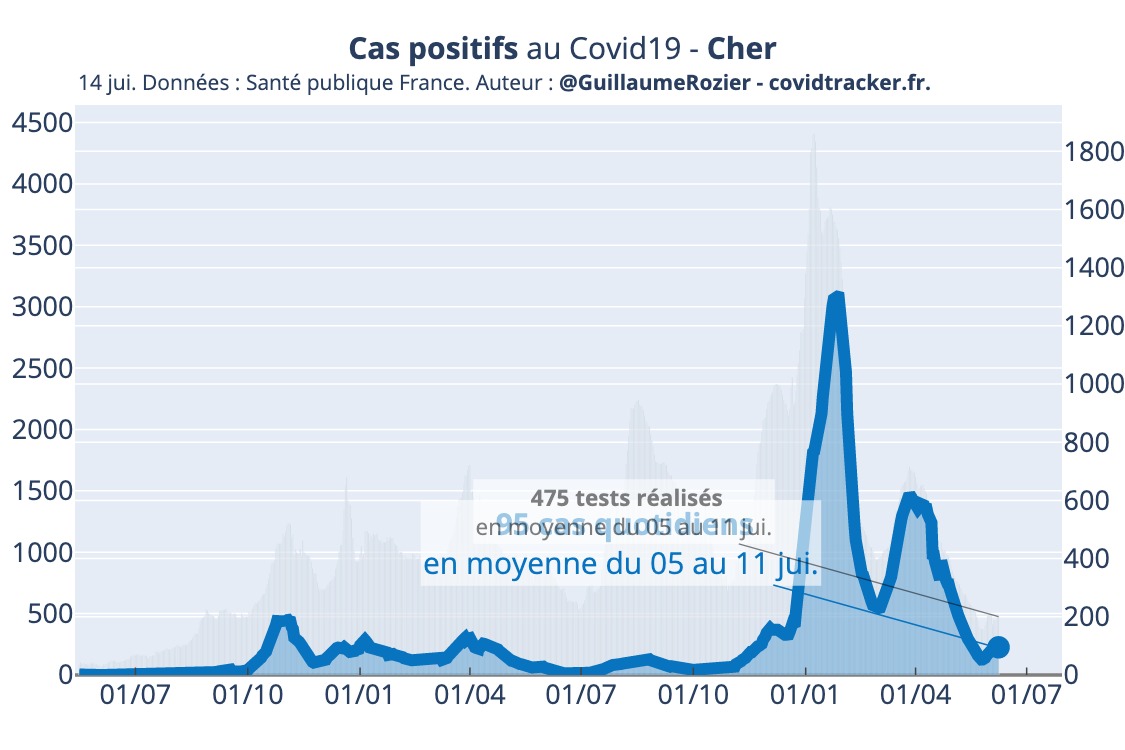 Cas positifs au Covid19 - Cher
14 jui. Données : Santé publique France. Auteur : @GuillaumeRozier - covidtracker.fr.
4500
4000
3500
3000
2500
2000
1500
1000
500
0
1800
1600
1400
1200
1000
800
600
400
200
0
475 tests réalisés
en moyenne du 05 au 11 jui.
95 cas quotidiens
en moyenne du 05 au 11 jui.
01/07 01/10 01/01 01/04 01/07 01/10 01/01 01/04 01/07